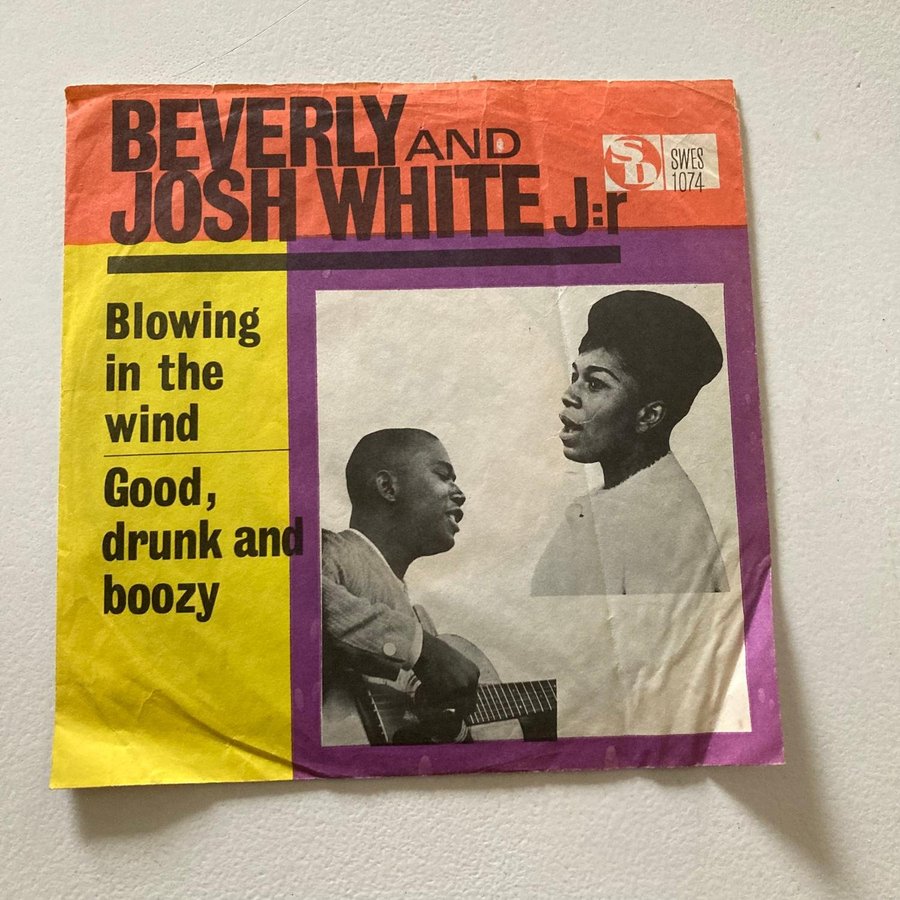 BEVERLY AND
JOSH WHITE J:r
SD
SWES
1074
Blowing
in the
wind
Good,
drunk and
boozy